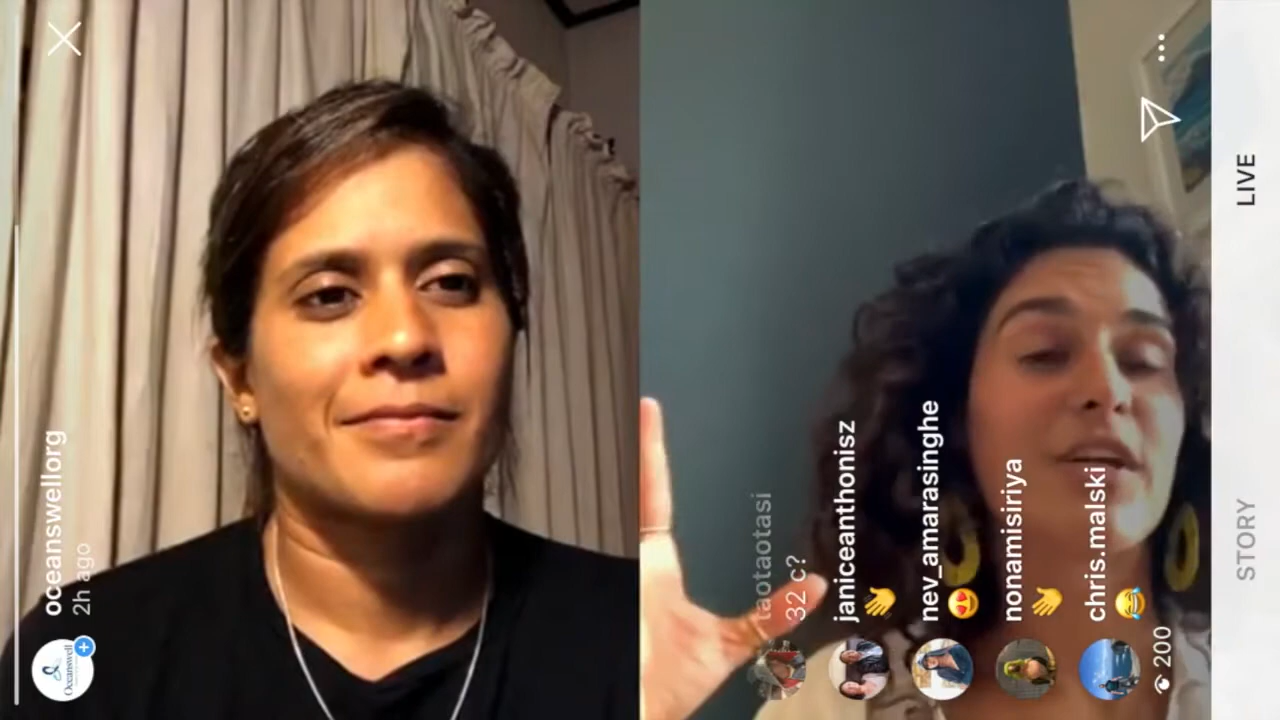 oceanswellorg
2h ago
Oceanswell
taotaotasi
32 c?
janiceanthonisz
nev_amarasinghe
nonamisiriya
chris.malski
200
LIVE
STORY